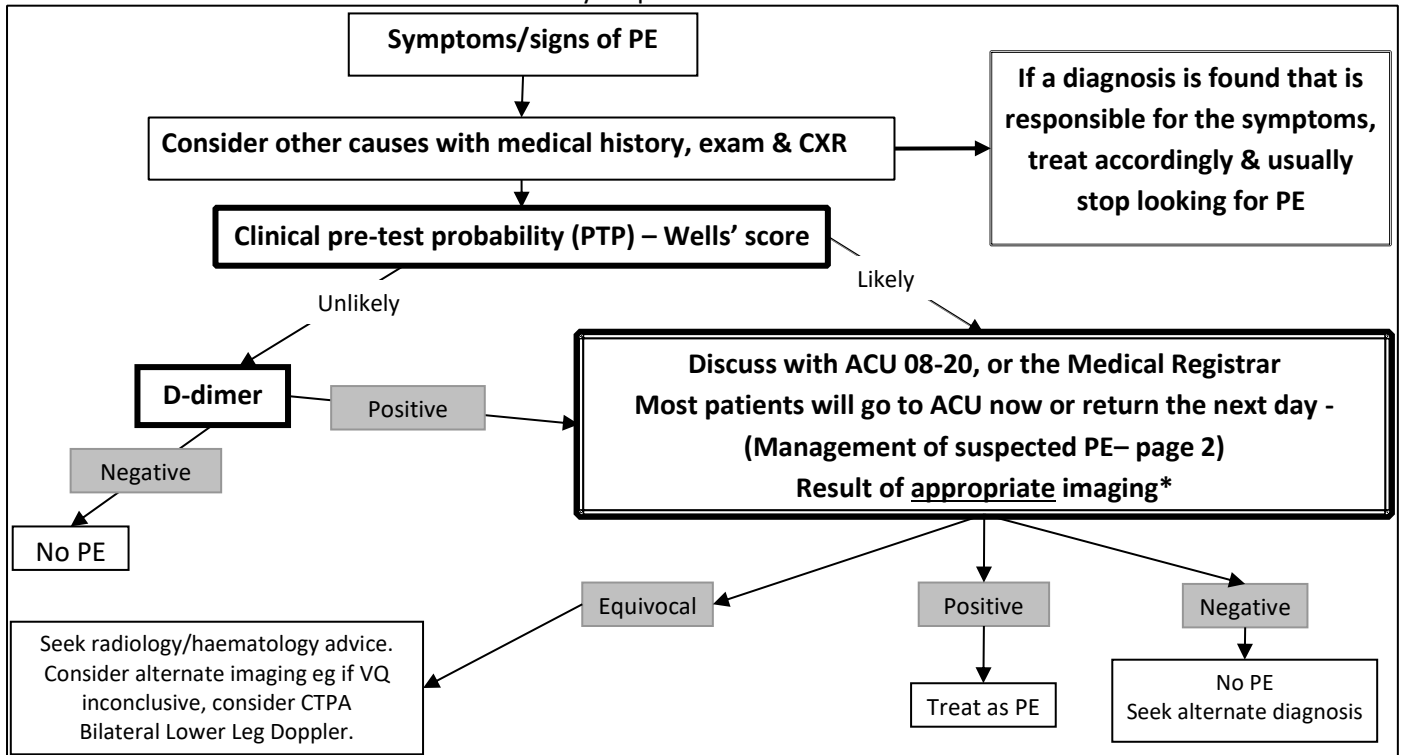 Symptoms/signs of PE
Consider other causes with medical history, exam & CXR
If a diagnosis is found that is
responsible for the symptoms,
treat accordingly & usually
stop looking for PE
Clinical pre-test probability (PTP) – Wells’ score
Unlikely
Likely
D-dimer
Positive
Negative
No PE
Discuss with ACU 08-20, or the Medical Registrar
Most patients will go to ACU now or return the next day -
(Management of suspected PE– page 2)
Result of appropriate imaging*
Equivocal
Positive
Negative
Seek radiology/haematology advice.
Consider alternate imaging eg if VQ
inconclusive, consider CTPA
Bilateral Lower Leg Doppler.
Treat as PE
No PE
Seek alternate diagnosis